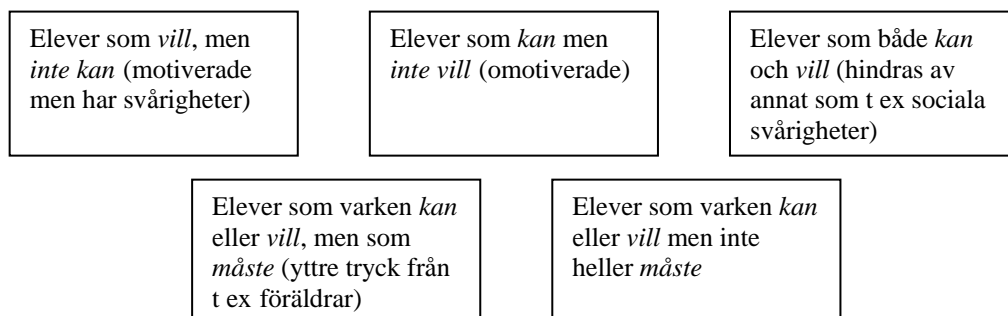 Elever som vill, men
inte kan (motiverade
men har svårigheter)
Elever som kan men
inte vill (omotiverade)
Elever som både kan
och vill (hindras av
annat som t ex sociala
svårigheter)
Elever som varken kan
eller vill, men som
måste (yttre tryck från
t ex föräldrar)
Elever som varken kan
eller vill men inte
heller måste